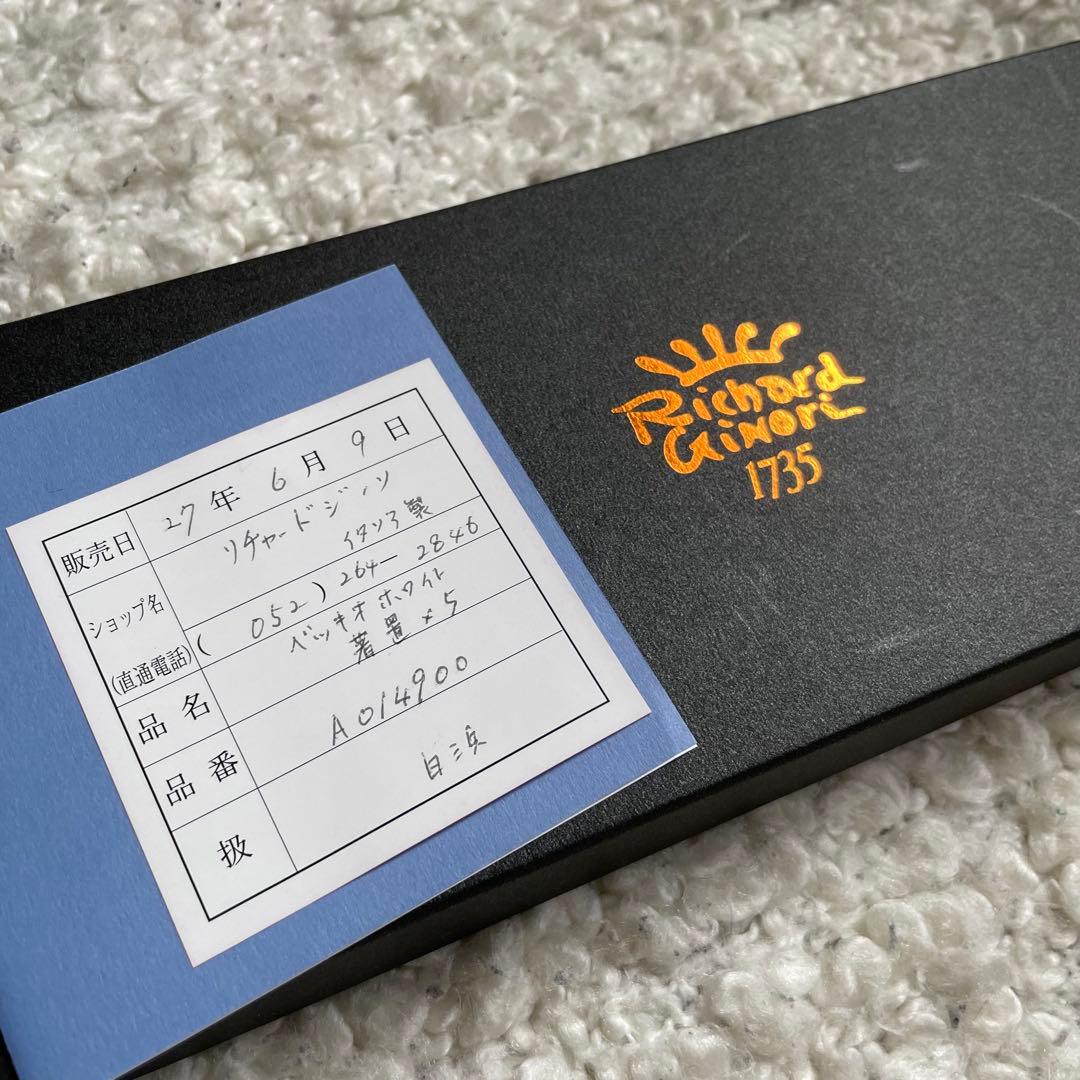 販売日 27年 6月 9日
ショップ名 リチャードジノリ
イタリア製
(直通電話) (052) 264-2846
品名 ベッキオホワイト
箸置×5
品番 A014900
扱 白浜
Richard
Ginori
1735